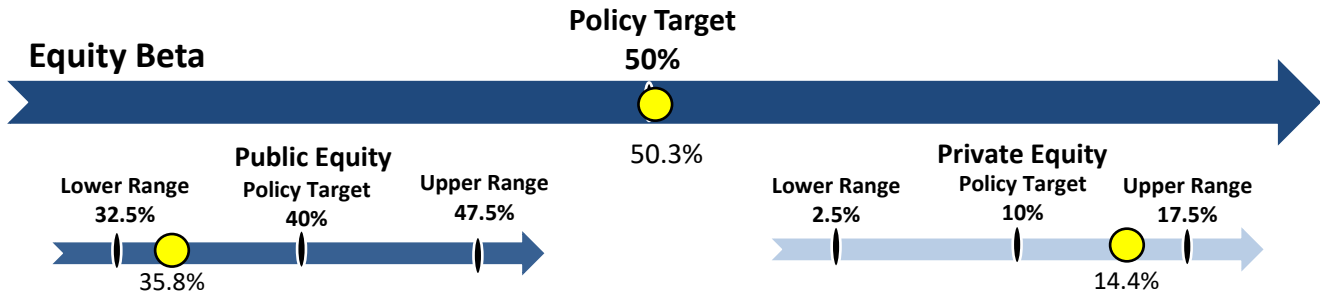 Policy Target
Equity Beta
50%
50.3%
Public Equity
Lower Range
Policy Target
Upper Range
32.5%
40%
47.5%
35.8%
Private Equity
Lower Range
Policy Target
Upper Range
2.5%
10%
17.5%
14.4%